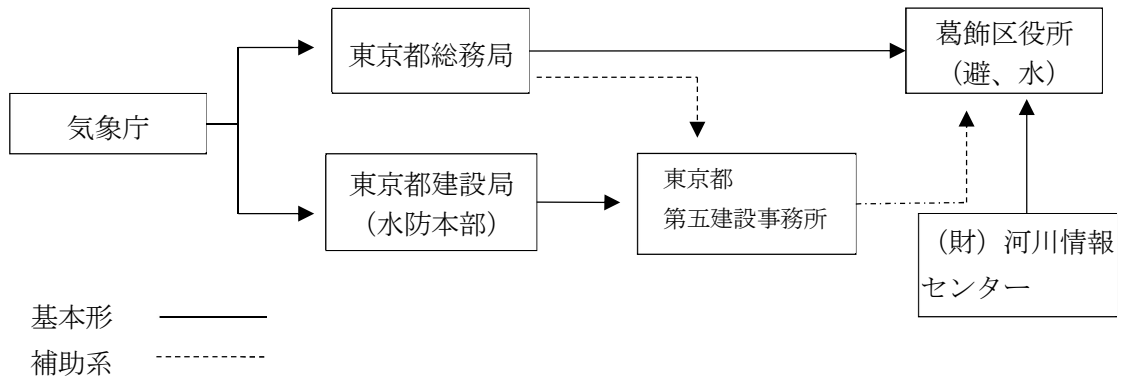 東京都総務局
葛飾区役所
（避、水）
気象庁
東京都建設局
（水防本部）
東京都
第五建設事務所
（財）河川情報
センター
基本形
補助系